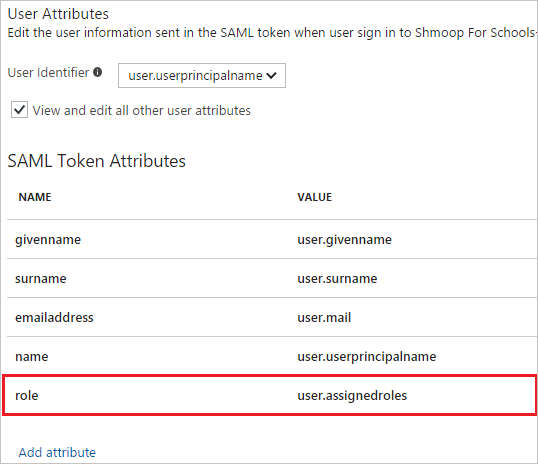 User Attributes
Edit the user information sent in the SAML token when user sign in to Shmoop For Schools-
User Identifier
user.userprincipalname
View and edit all other user attributes
SAML Token Attributes
NAME VALUE
givenname user.givenname
surname user.surname
emailaddress user.mail
name user.userprincipalname
role user.assignedroles
Add attribute